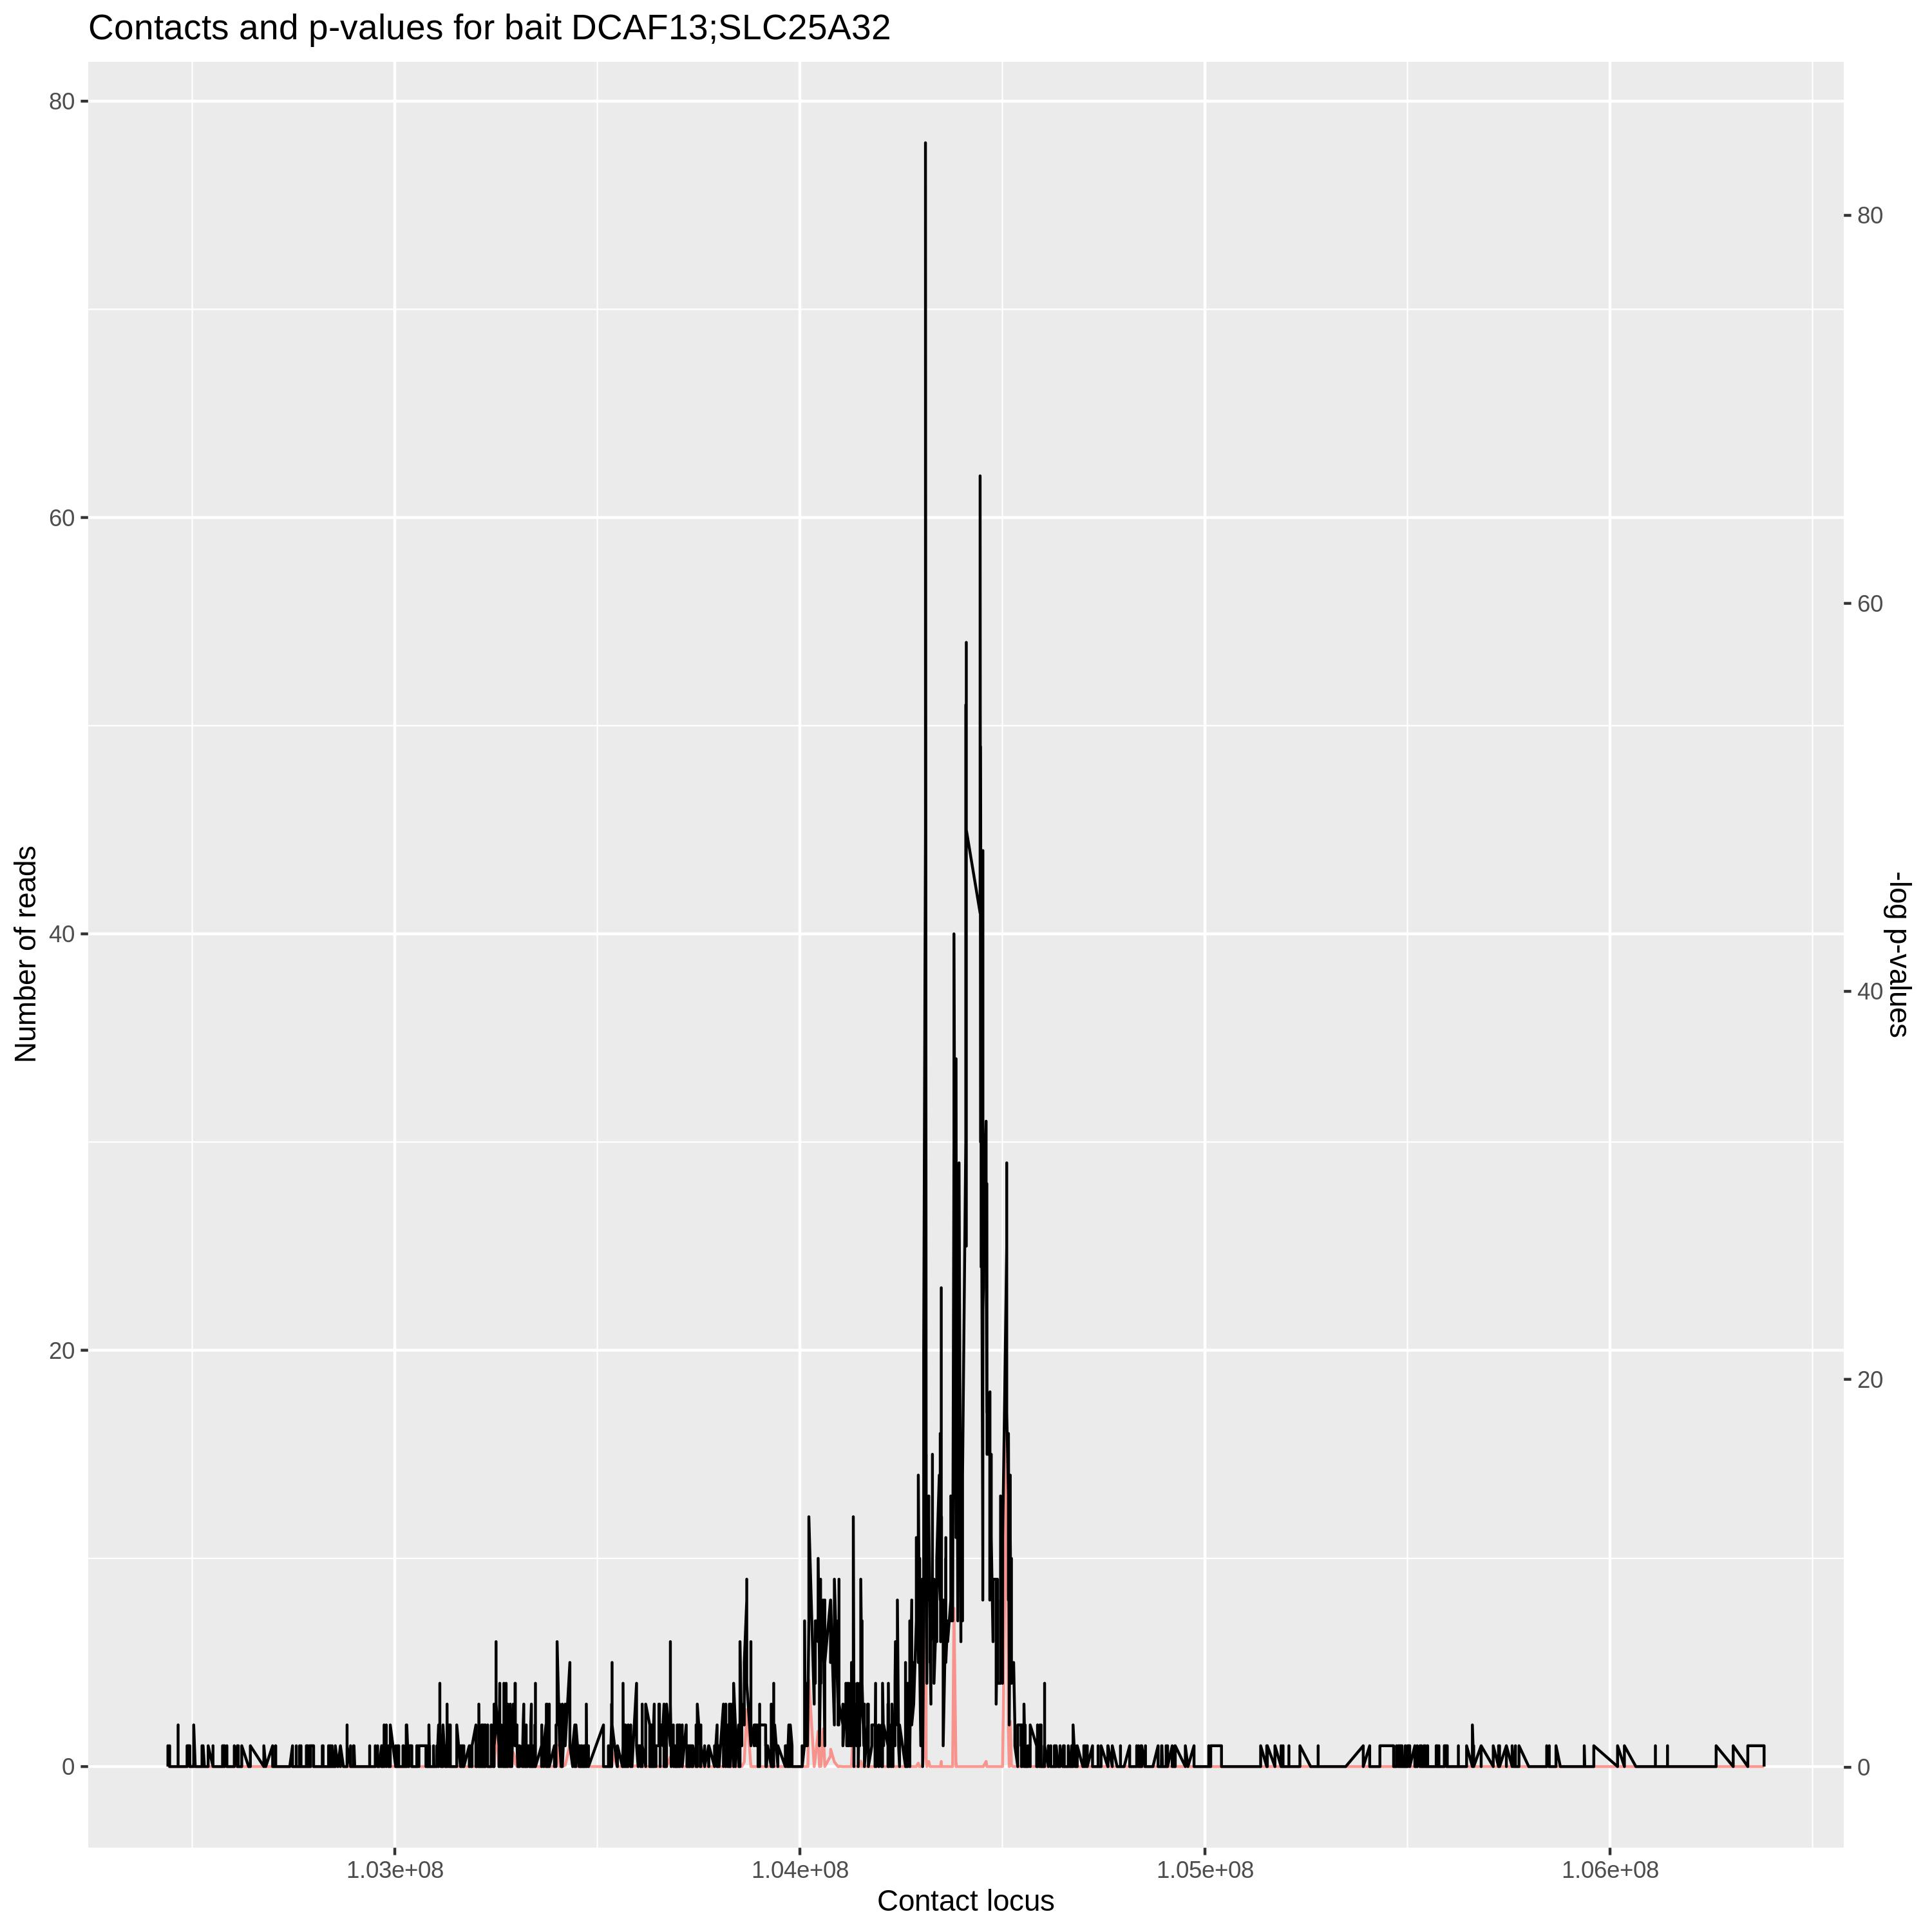 Contacts and p-values for bait DCAF13;SLC25A32
80
60
40
20
0
Number of reads
80
60
40
20
0
-log p-values
1.03e+08 1.04e+08 1.05e+08 1.06e+08
Contact locus